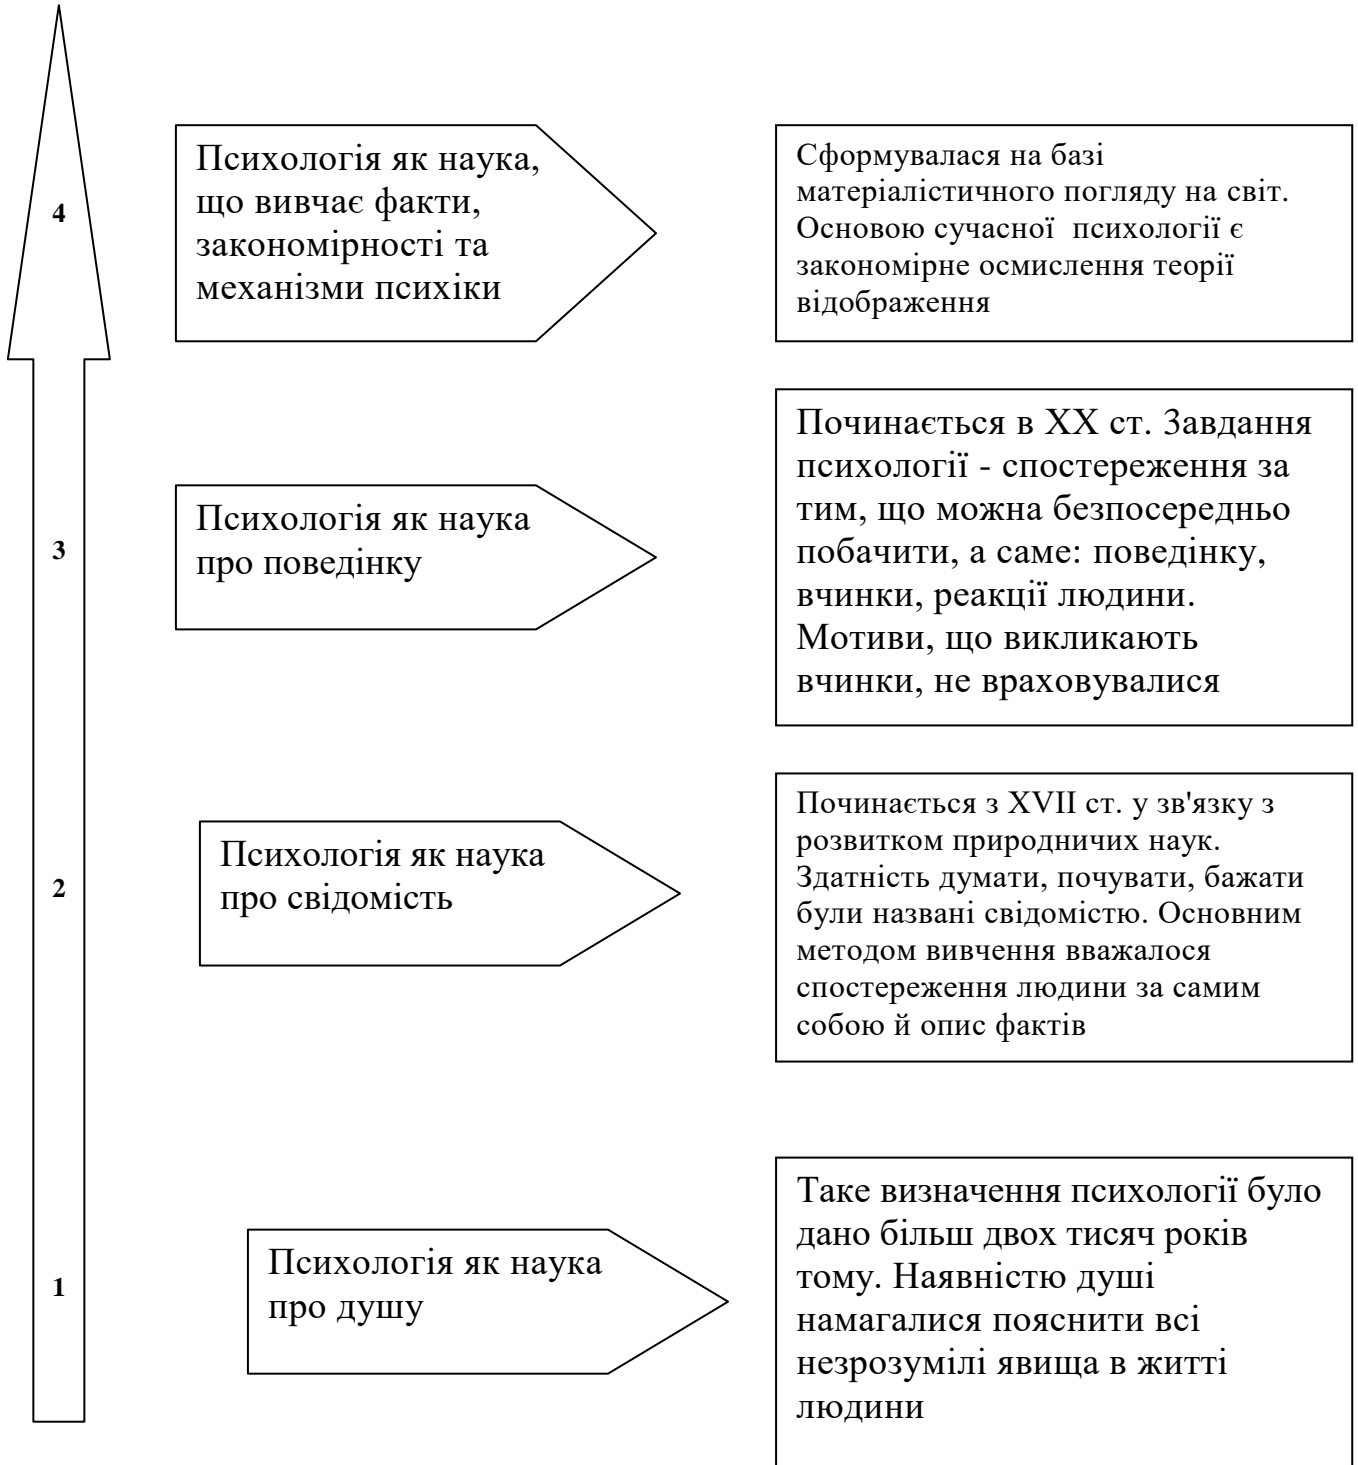 4
Психологія як наука,
що вивчає факти,
закономірності та
механізми психіки
Сформувалася на базі
матеріалістичного погляду на світ.
Основою сучасної психології є
закономірне осмислення теорії
відображення
3
Психологія як наука
про поведінку
Починається в XX ст. Завдання
психології - спостереження за
тим, що можна безпосередньо
побачити, а саме: поведінку,
вчинки, реакції людини.
Мотиви, що викликають
вчинки, не враховувалися
2
Психологія як наука
про свідомість
Починається з XVII ст. у зв'язку з
розвитком природничих наук.
Здатність думати, почувати, бажати
були названі свідомістю. Основним
методом вивчення вважалося
спостереження людини за самим
собою й опис фактів
1
Психологія як наука
про душу
Таке визначення психології було
дано більш двох тисяч років
тому. Наявністю душі
намагалися пояснити всі
незрозумілі явища в житті
людини